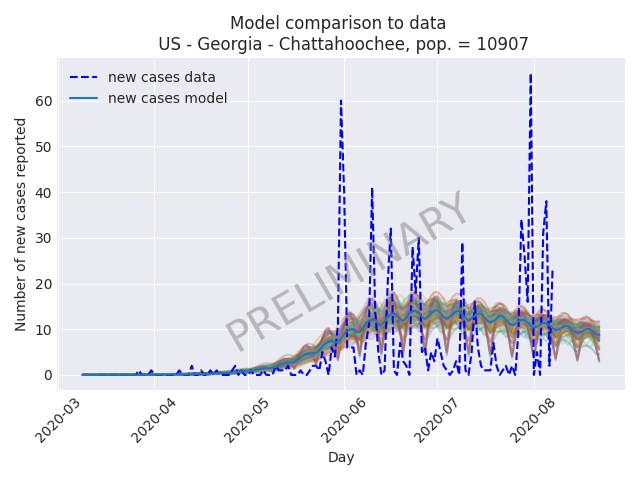 Model comparison to data
US - Georgia - Chattahoochee, pop. = 10907
new cases data
new cases model
60
50
40
30
20
10
0
Number of new cases reported
PRELIMINARY
2020-03
2020-04
2020-05
2020-06
2020-07
2020-08
Day